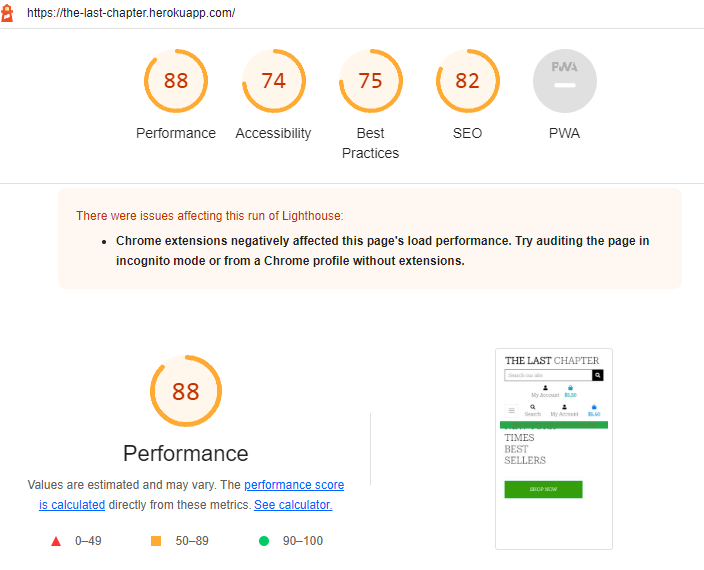 https://the-last-chapter.herokuapp.com/
88
74
75
82
PWA
Performance
Accessibility
Best
Practices
SEO
PWA
There were issues affecting this run of Lighthouse:
• Chrome extensions negatively affected this page's load performance. Try auditing the page in
incognito mode or from a Chrome profile without extensions.
88
Performance
Values are estimated and may vary. The performance score
is calculated directly from these metrics. See calculator.
0–49
50–89
90–100
THE LAST CHAPTER
Search our site
My Account $5.50
Search My Account $5.50
TIMES
BEST
SELLERS
SHOP NOW